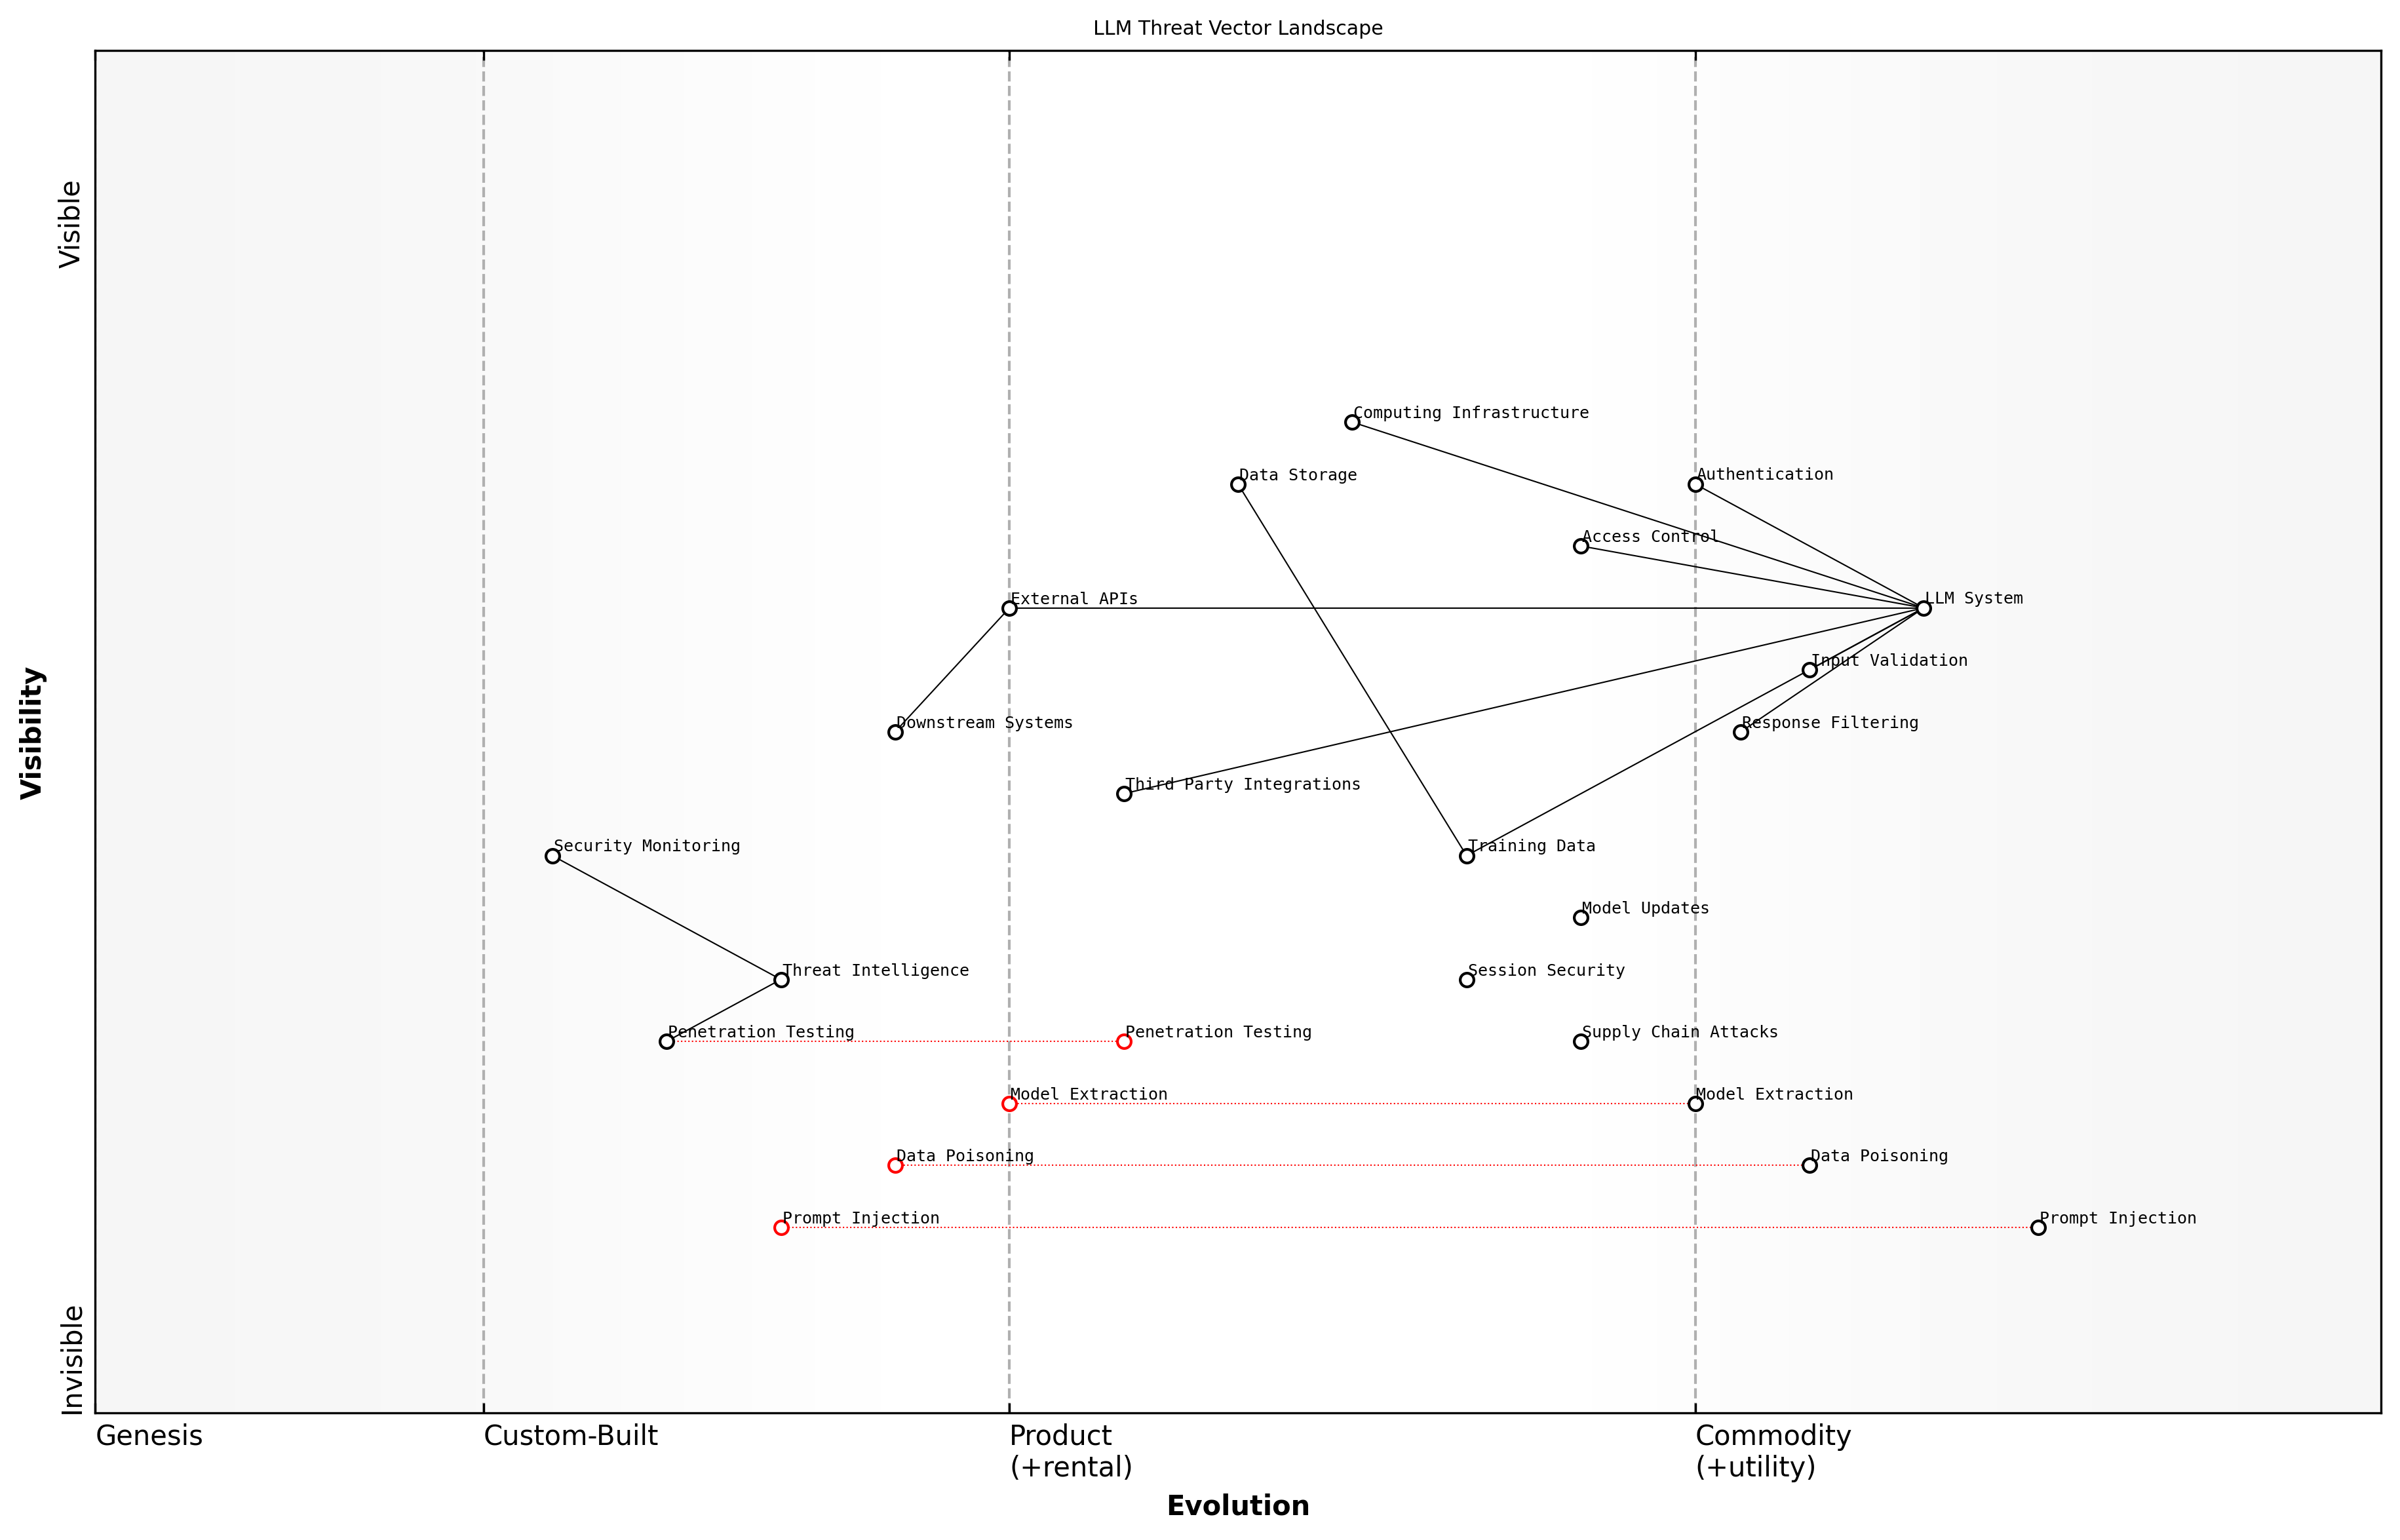 LLM Threat Vector Landscape
Visible
Computing Infrastructure
Data Storage
Authentication
Access Control
External APIs
LLM System
Input Validation
Downstream Systems
Response Filtering
Third Party Integrations
Security Monitoring
Training Data
Model Updates
Threat Intelligence
Session Security
Penetration Testing
Penetration Testing
Supply Chain Attacks
Model Extraction
Model Extraction
Data Poisoning
Data Poisoning
Prompt Injection
Prompt Injection
Visibility
Invisible
Genesis
Custom-Built
Product
(+rental)
Commodity
(+utility)
Evolution